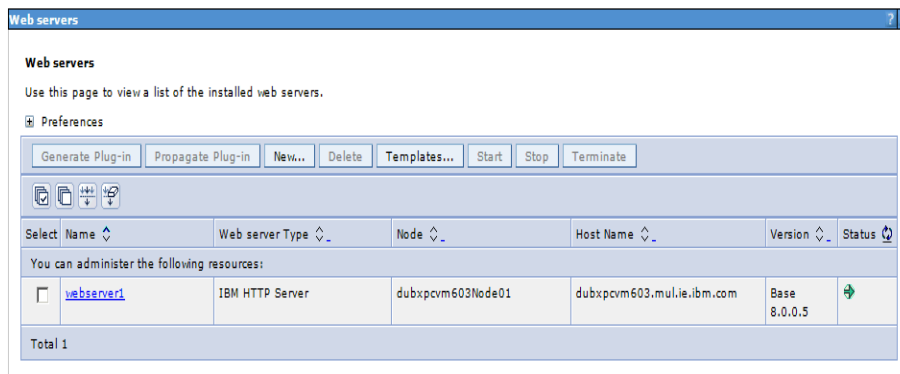 Web servers ?
Web servers
Use this page to view a list of the installed web servers.
Preferences
Generate Plug-in Propagate Plug-in New... Delete Templates... Start Stop Terminate
Select Name Web server Type Node Host Name Version Status
You can administer the following resources:
webserver1 IBM HTTP Server dubxpcvm603Node01 dubxpcvm603.mul.ie.ibm.com Base
8.0.0.5
Total 1